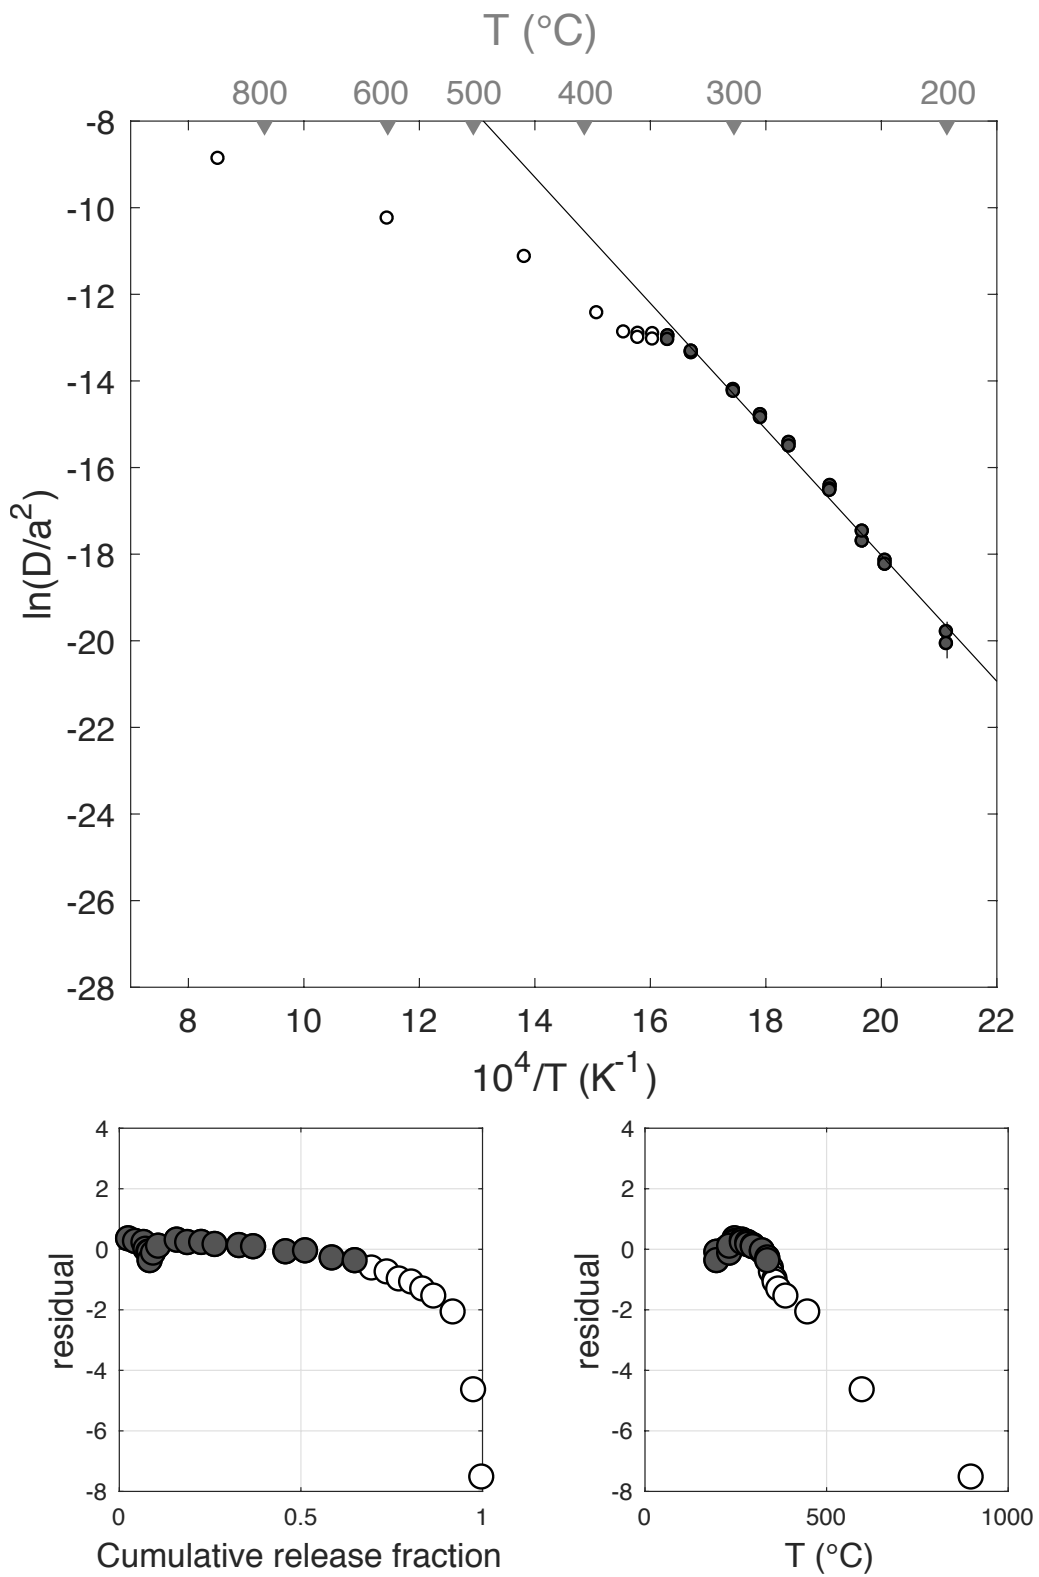 T (°C)
800 600 500 400 300 200
-8
-10
-12
-14
-16
-18
-20
-22
-24
-26
-28
ln(D/a²)
8 10 12 14 16 18 20 22
10⁴/T (K⁻¹)
4
2
0
-2
-4
-6
-8
residual
0 0.5 1
Cumulative release fraction
4
2
0
-2
-4
-6
-8
residual
0 500 1000
T (°C)